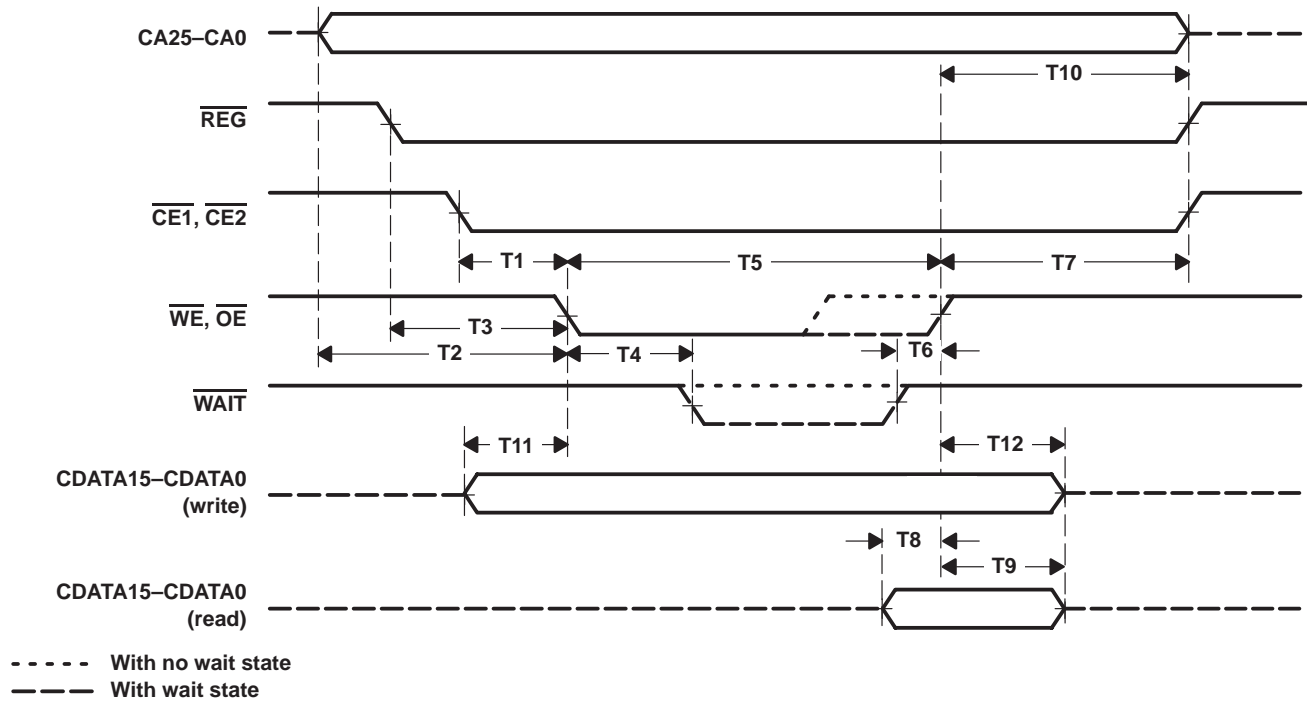 CA25–CA0
T10
REG
CE1, CE2
T1
T5
T7
WE, OE
T3
T2
T4
T6
WAIT
T11
T12
CDATA15–CDATA0
(write)
T8
T9
CDATA15–CDATA0
(read)
With no wait state
With wait state